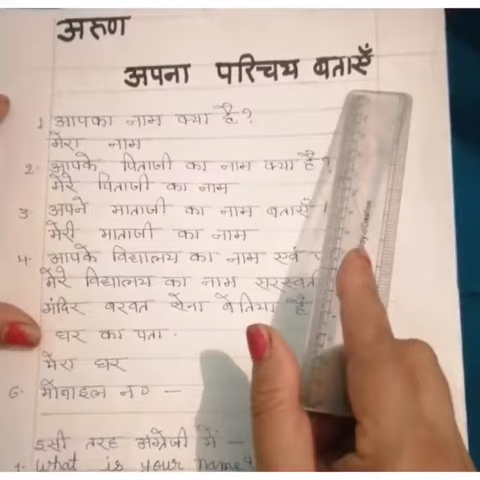 अरुण
अपना परिचय बताएँ
1 आपका नाम क्या है?
मेरा नाम
2. आपके पिताजी का नाम क्या है?
मेरे पिताजी का नाम
3. अपने माताजी का नाम बताएँ।
मेरी माताजी का नाम
4. आपके विद्यालय का नाम एवं
मेरे विद्यालय का नाम सरस्वती
मंदिर बरवत सेना बेतिया है
घर का पता.
मेरा घर
6. मोबाइल न० -
इसी तरह अंग्रेजी में -
1. What is your name?